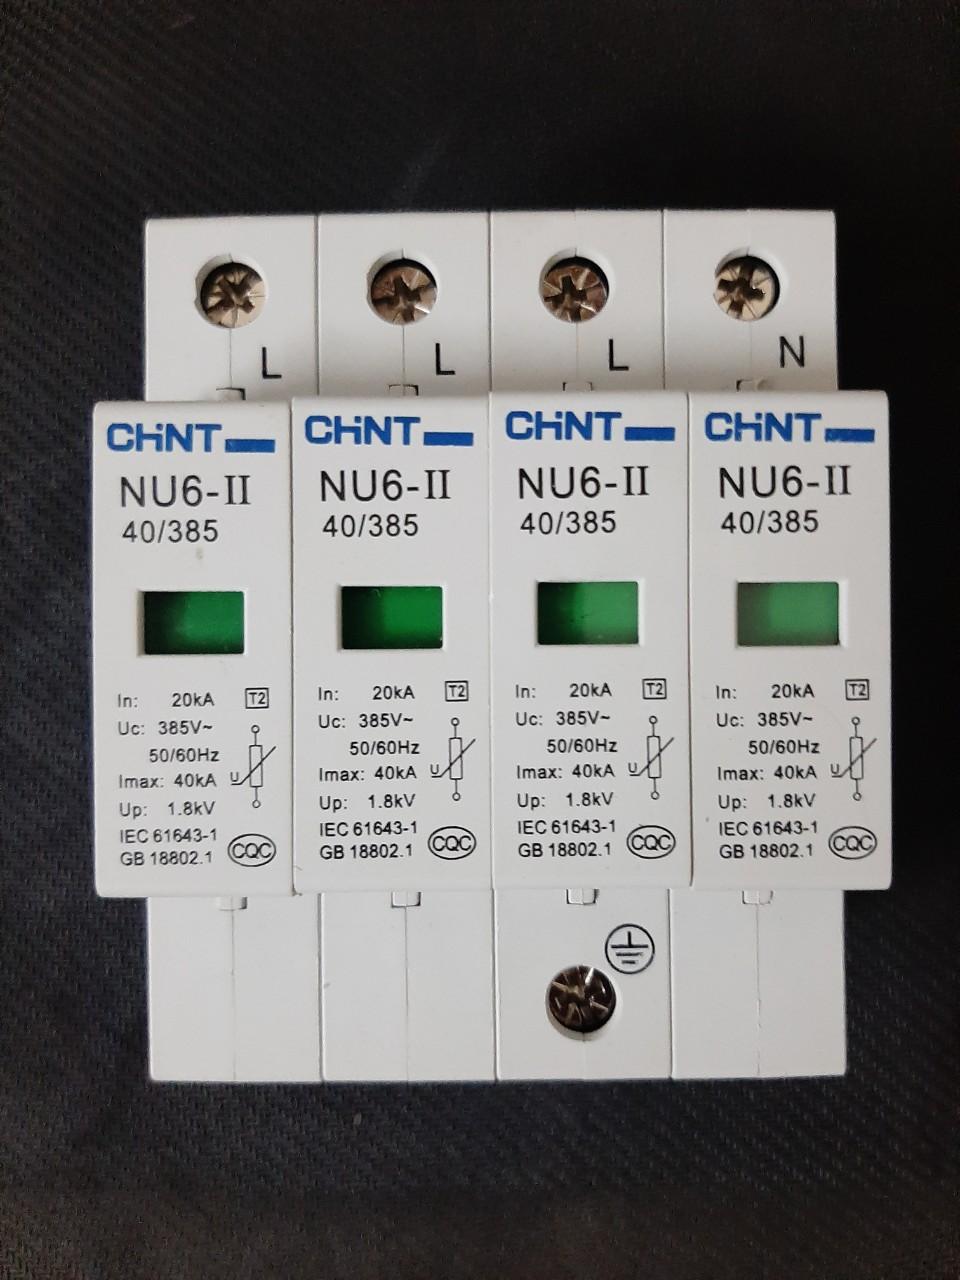 L
L
L
N
CHiNT
NU6-II
40/385
In: 20kA T2
Uc: 385V~
50/60Hz
Imax: 40kA U
Up: 1.8kV
IEC 61643-1
GB 18802.1 CQC
CHiNT
NU6-II
40/385
In: 20kA T2
Uc: 385V~
50/60Hz
Imax: 40kA U
Up: 1.8kV
IEC 61643-1
GB 18802.1 CQC
CHiNT
NU6-II
40/385
In: 20kA T2
Uc: 385V~
50/60Hz
Imax: 40kA U
Up: 1.8kV
IEC 61643-1
GB 18802.1 CQC
CHiNT
NU6-II
40/385
In: 20kA T2
Uc: 385V~
50/60Hz
Imax: 40kA U
Up: 1.8kV
IEC 61643-1
GB 18802.1 CQC